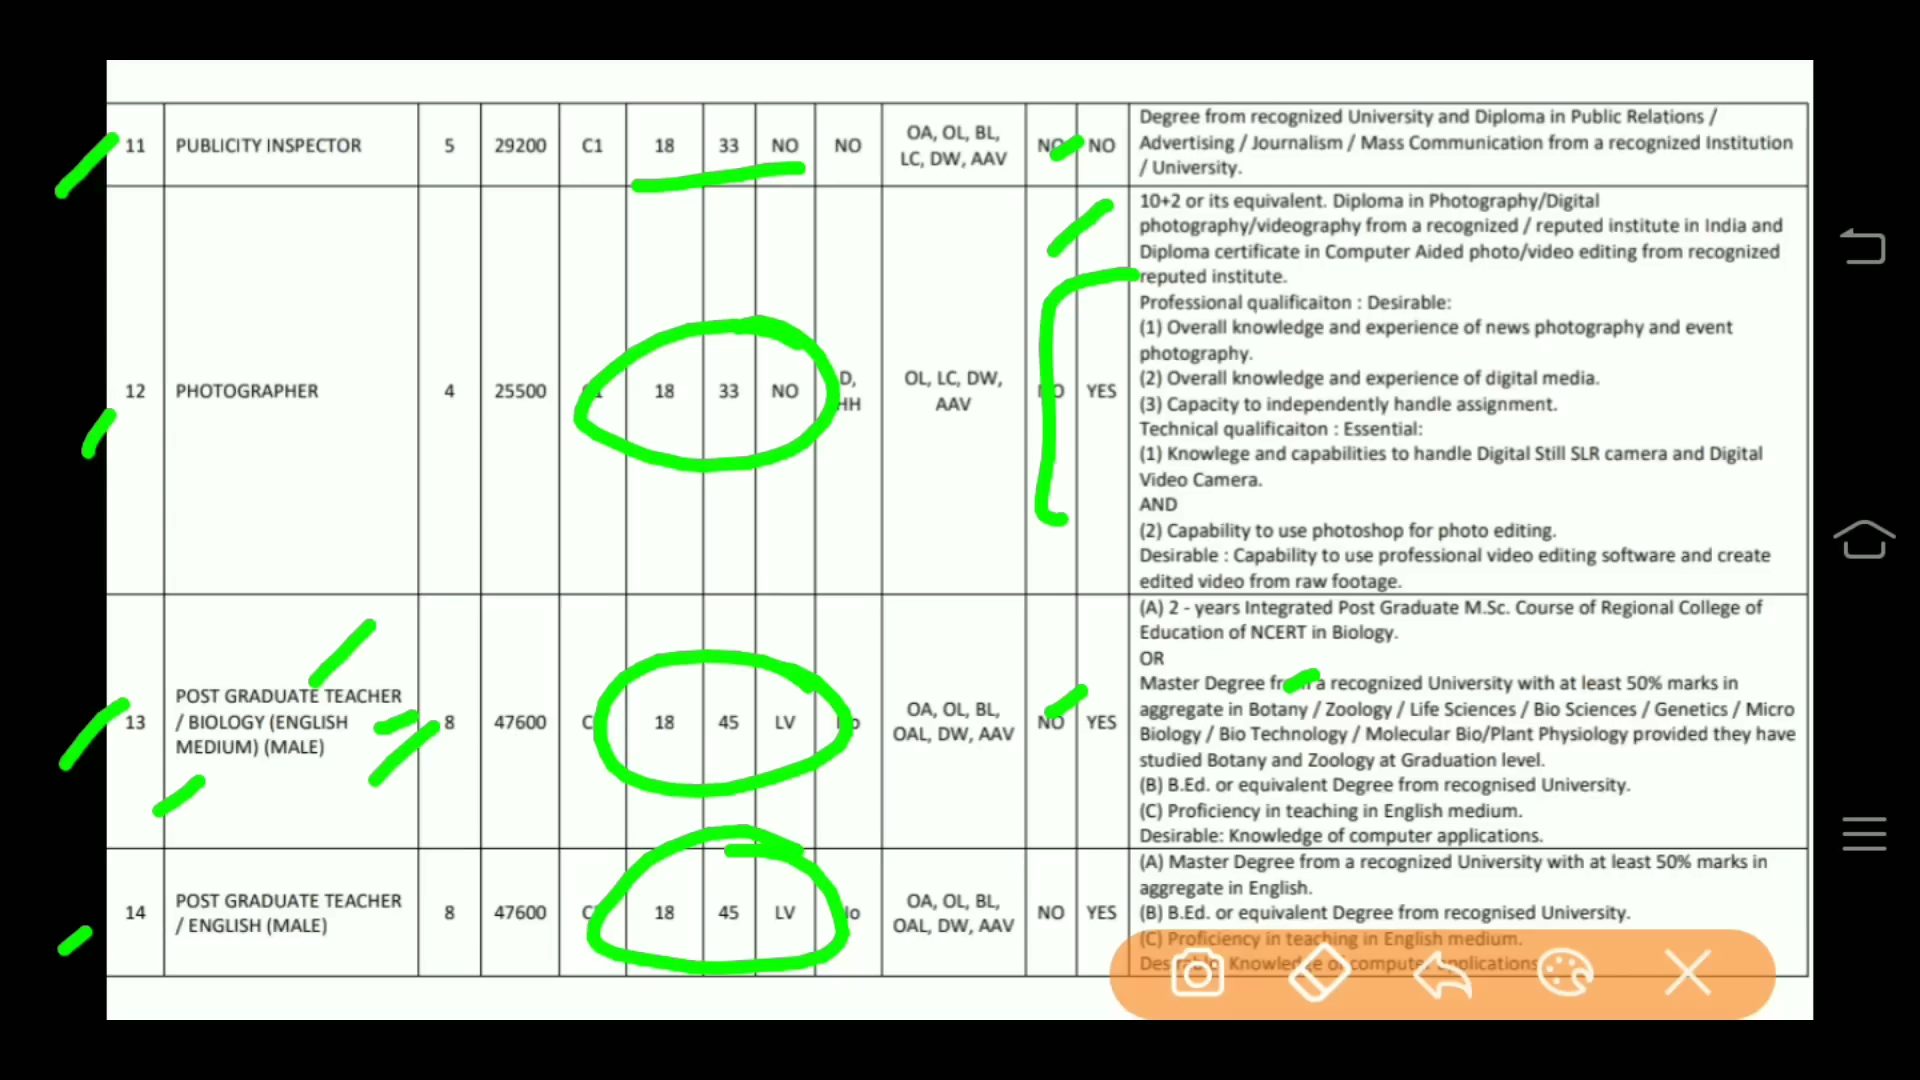 11 PUBLICITY INSPECTOR 5 29200 C1 18 33 NO NO OA, OL, BL, LC, DW, AAV NO NO
Degree from recognized University and Diploma in Public Relations /
Advertising / Journalism / Mass Communication from a recognized Institution
/ University.
12 PHOTOGRAPHER 4 25500 18 33 NO OL, LC, DW, AAV NO YES
10+2 or its equivalent. Diploma in Photography/Digital
photography/videography from a recognized / reputed institute in India and
Diploma certificate in Computer Aided photo/video editing from recognized
reputed institute.
Professional qualificaiton : Desirable:
(1) Overall knowledge and experience of news photography and event
photography.
(2) Overall knowledge and experience of digital media.
(3) Capacity to independently handle assignment.
Technical qualificaiton : Essential:
(1) Knowlege and capabilities to handle Digital Still SLR camera and Digital
Video Camera.
AND
(2) Capability to use photoshop for photo editing.
Desirable : Capability to use professional video editing software and create
edited video from raw footage.
13 POST GRADUATE TEACHER
/ BIOLOGY (ENGLISH
MEDIUM) (MALE)
8 47600 18 45 LV No OA, OL, BL, OAL, DW, AAV NO YES
(A) 2 - years Integrated Post Graduate M.Sc. Course of Regional College of
Education of NCERT in Biology.
OR
Master Degree from a recognized University with at least 50% marks in
aggregate in Botany / Zoology / Life Sciences / Bio Sciences / Genetics / Micro
Biology / Bio Technology / Molecular Bio/Plant Physiology provided they have
studied Botany and Zoology at Graduation level.
(B) B.Ed. or equivalent Degree from recognised University.
(C) Proficiency in teaching in English medium.
Desirable: Knowledge of computer applications.
14 POST GRADUATE TEACHER
/ ENGLISH (MALE)
8 47600 18 45 LV No OA, OL, BL, OAL, DW, AAV NO YES
(A) Master Degree from a recognized University with at least 50% marks in
aggregate in English.
(B) B.Ed. or equivalent Degree from recognised University.
(C) Proficiency in teaching in English medium.
Desirable: Knowledge of computer applications